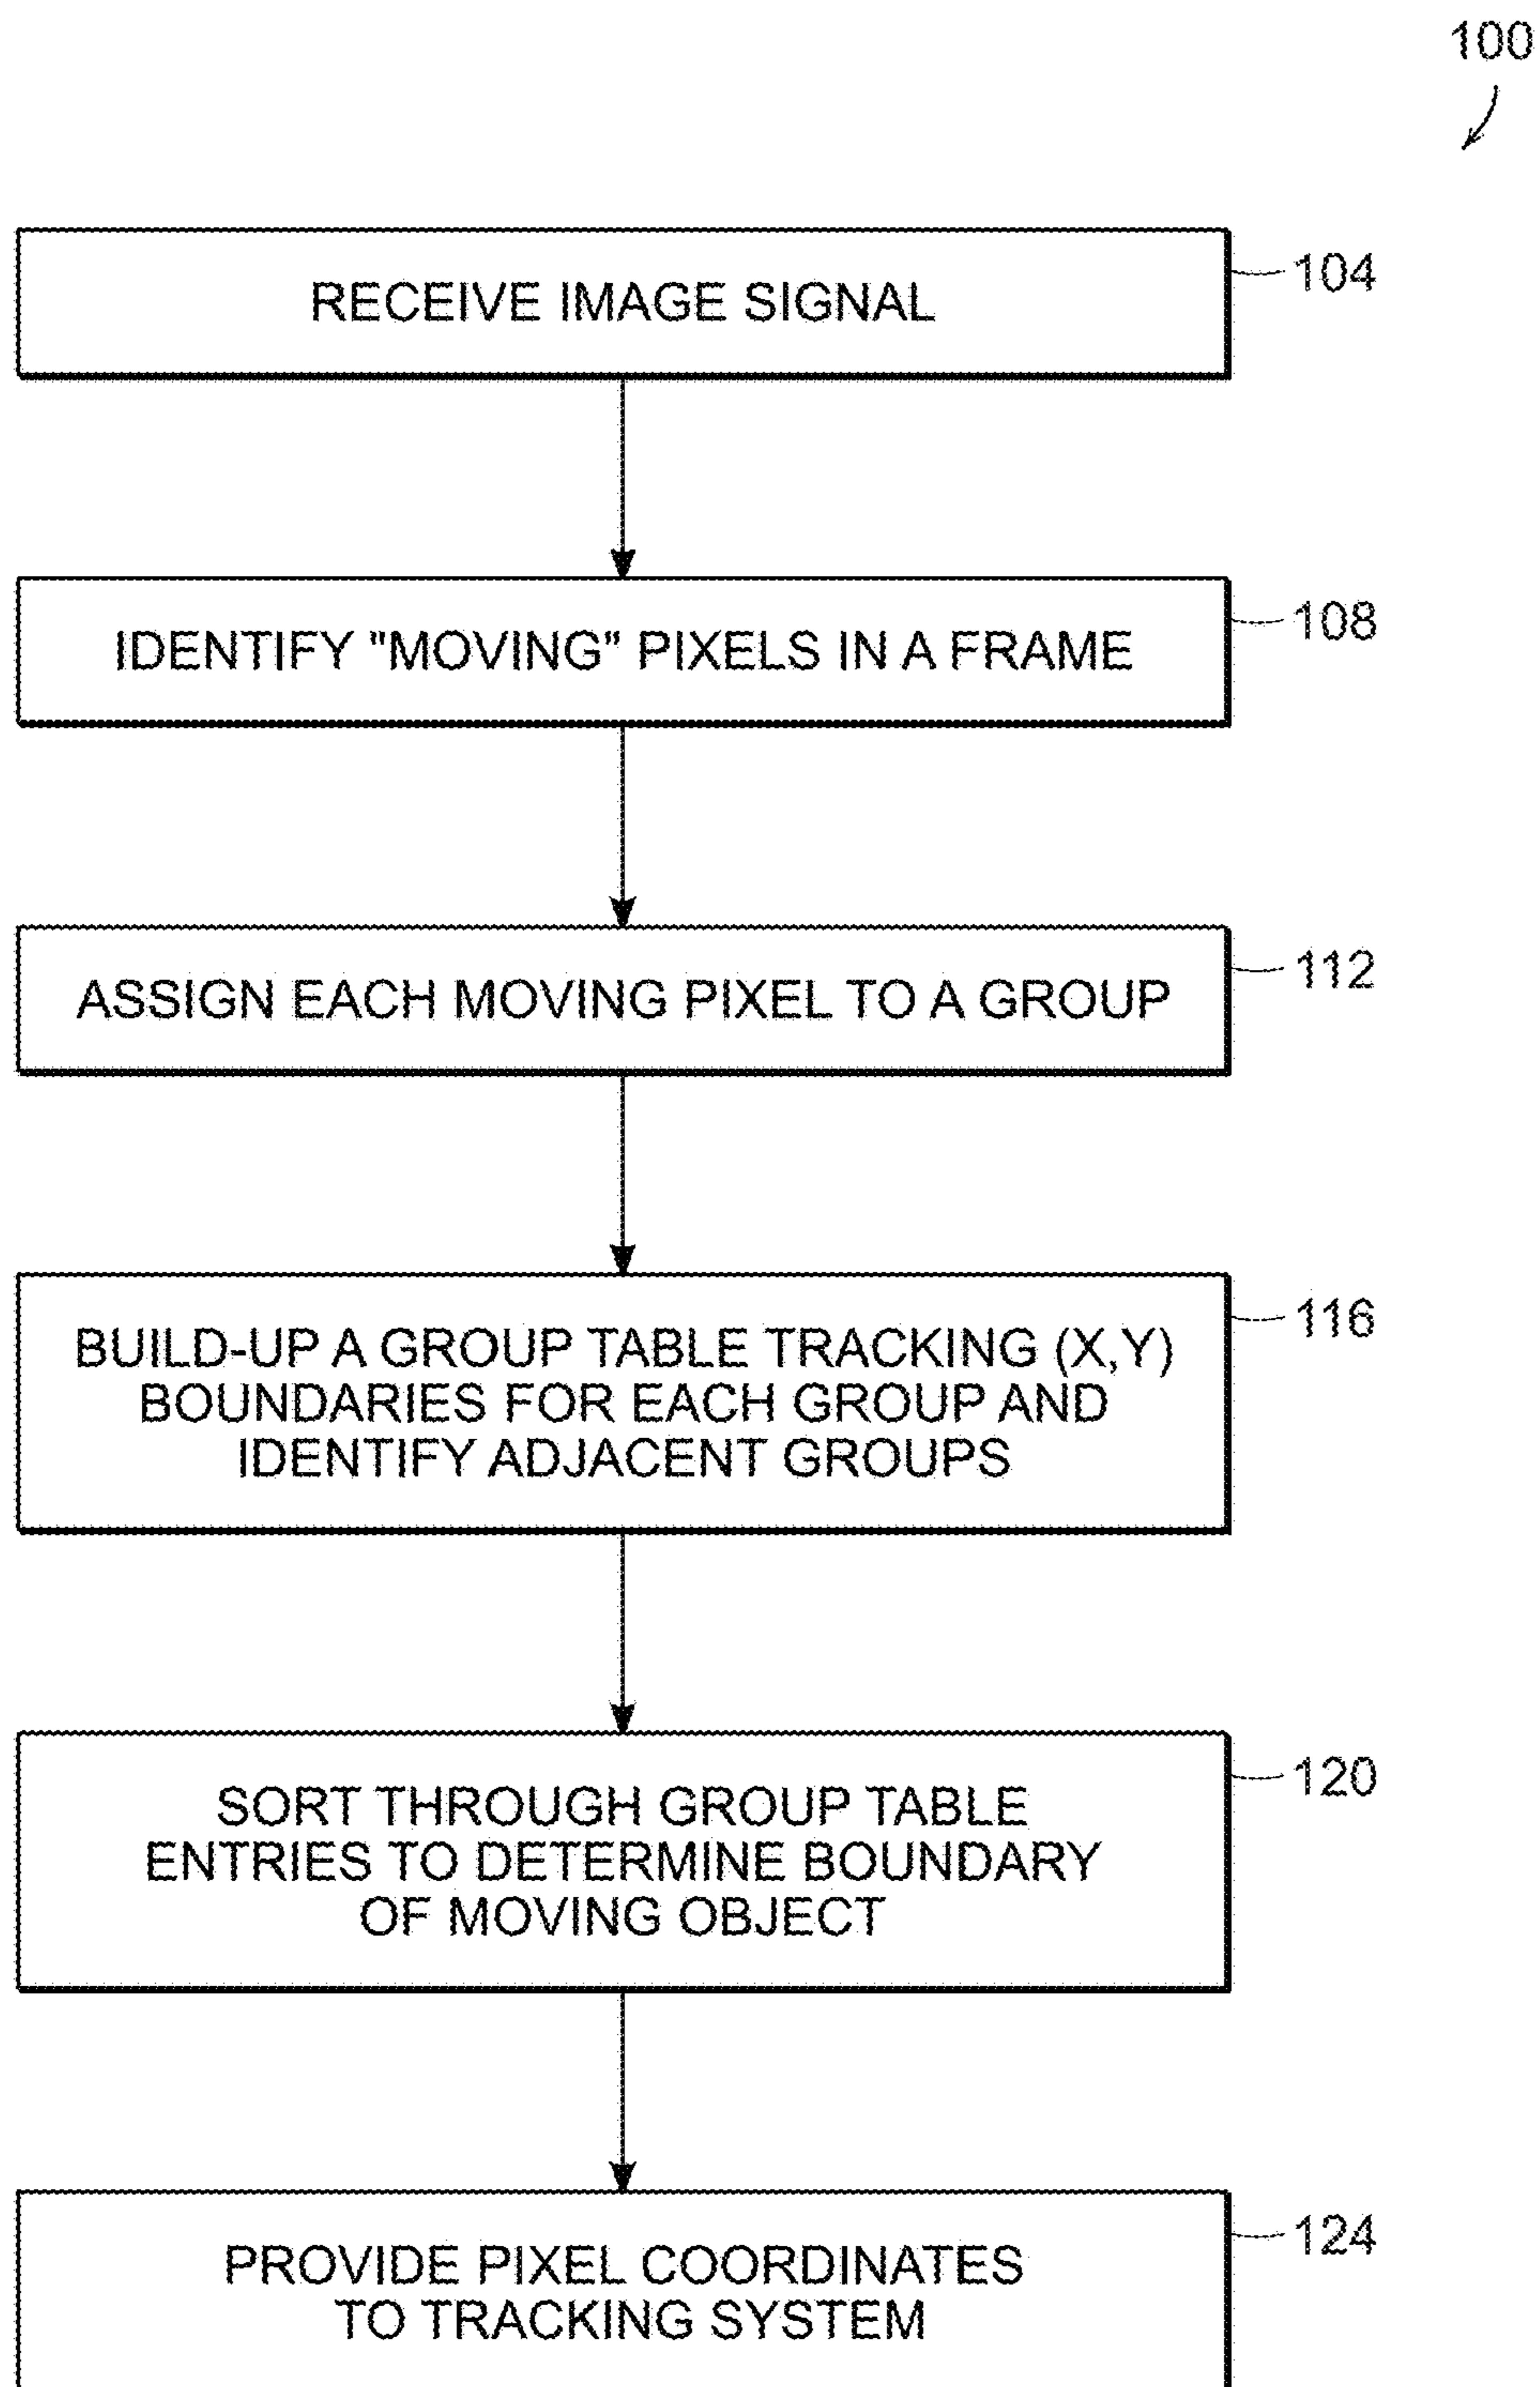 100
RECEIVE IMAGE SIGNAL
104
IDENTIFY "MOVING" PIXELS IN A FRAME
108
ASSIGN EACH MOVING PIXEL TO A GROUP
112
BUILD-UP A GROUP TABLE TRACKING (X,Y)
BOUNDARIES FOR EACH GROUP AND
IDENTIFY ADJACENT GROUPS
116
SORT THROUGH GROUP TABLE
ENTRIES TO DETERMINE BOUNDARY
OF MOVING OBJECT
120
PROVIDE PIXEL COORDINATES
TO TRACKING SYSTEM
124